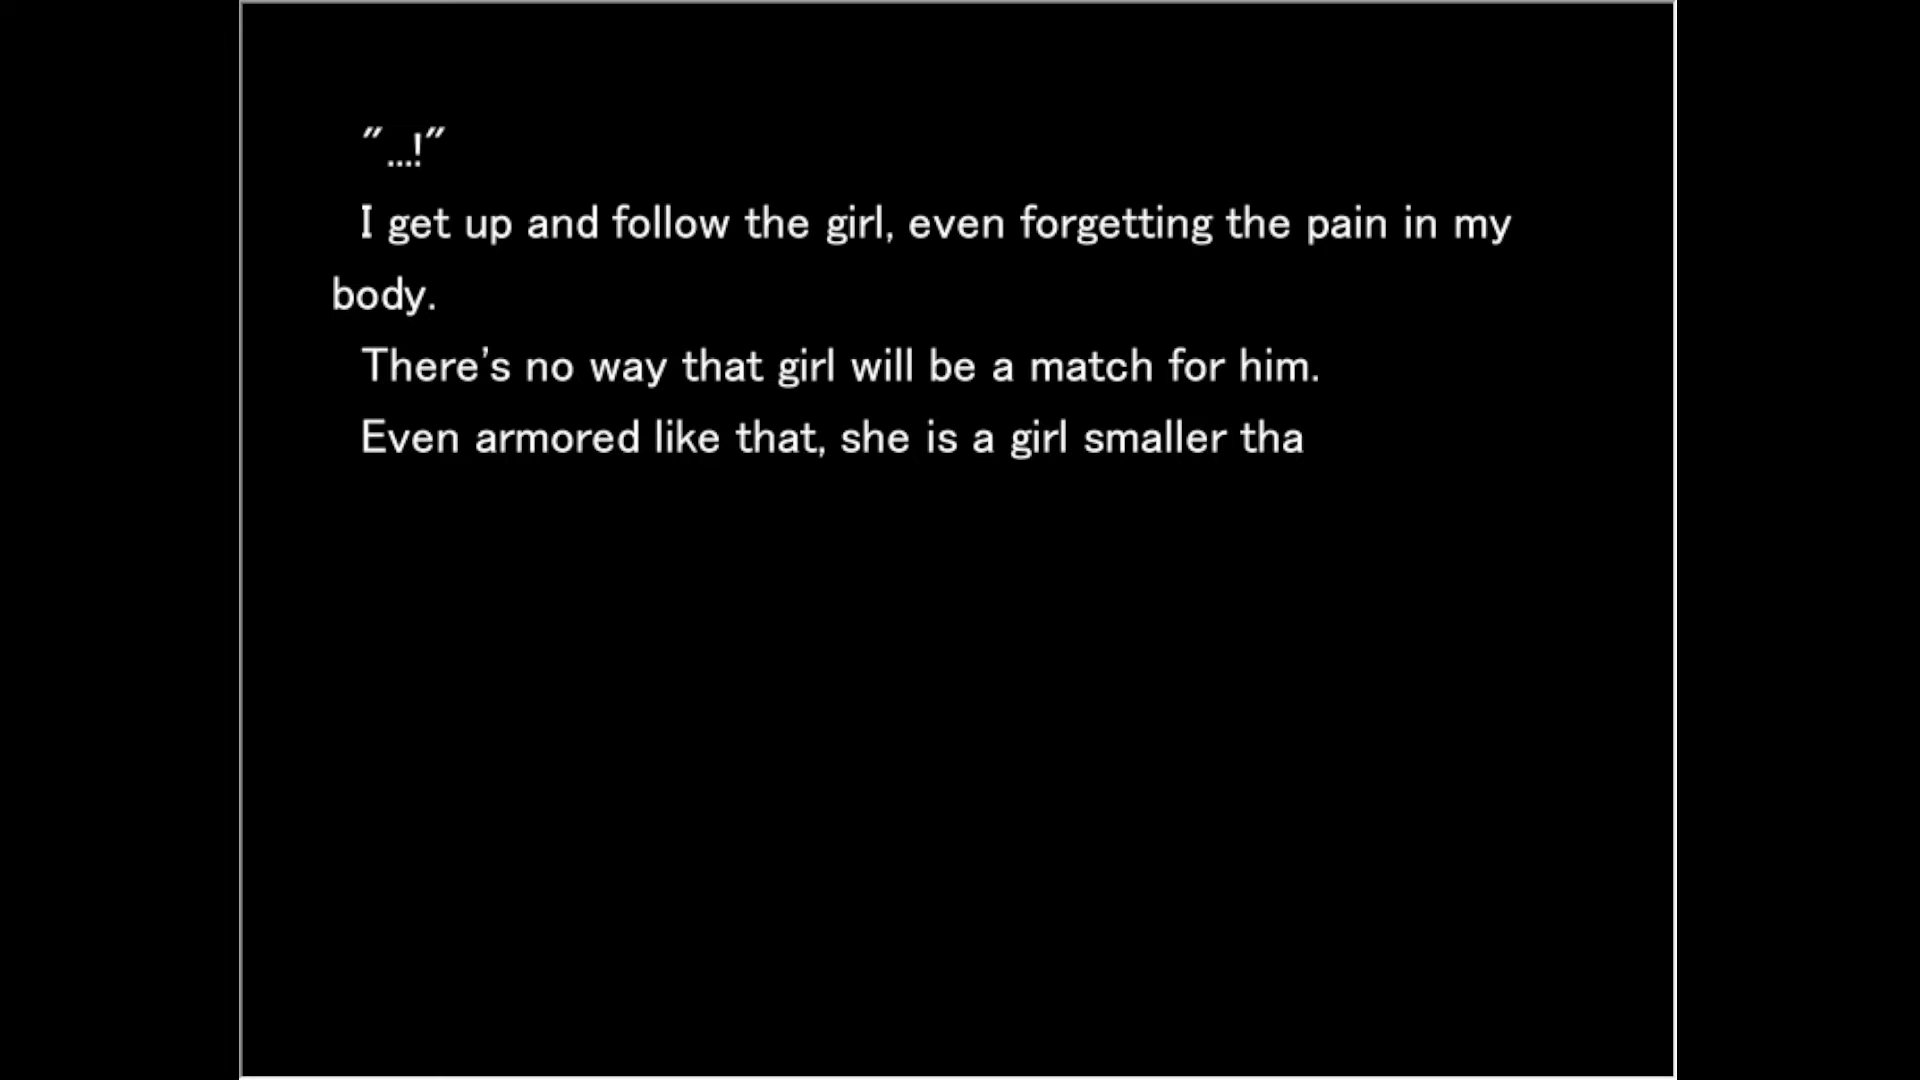 "...!"
I get up and follow the girl, even forgetting the pain in my
body.
There's no way that girl will be a match for him.
Even armored like that, she is a girl smaller tha